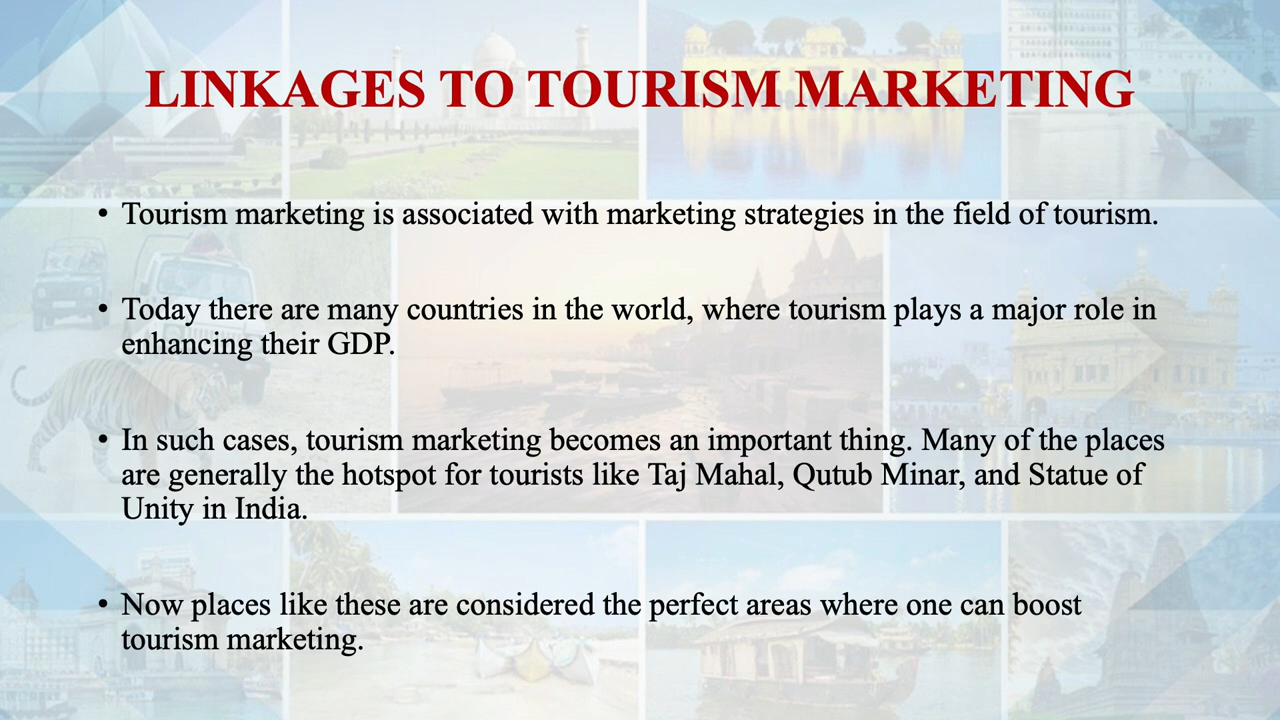 LINKAGES TO TOURISM MARKETING
• Tourism marketing is associated with marketing strategies in the field of tourism.
• Today there are many countries in the world, where tourism plays a major role in
enhancing their GDP.
• In such cases, tourism marketing becomes an important thing. Many of the places
are generally the hotspot for tourists like Taj Mahal, Qutub Minar, and Statue of
Unity in India.
• Now places like these are considered the perfect areas where one can boost
tourism marketing.